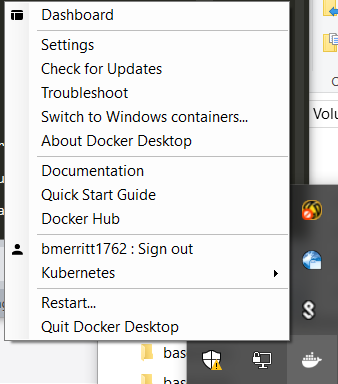 Dashboard
Settings
Check for Updates
Troubleshoot
Switch to Windows containers...
About Docker Desktop
Documentation
Quick Start Guide
Docker Hub
bmerritt1762 : Sign out
Kubernetes
Restart...
Quit Docker Desktop
Volu
bas
bas